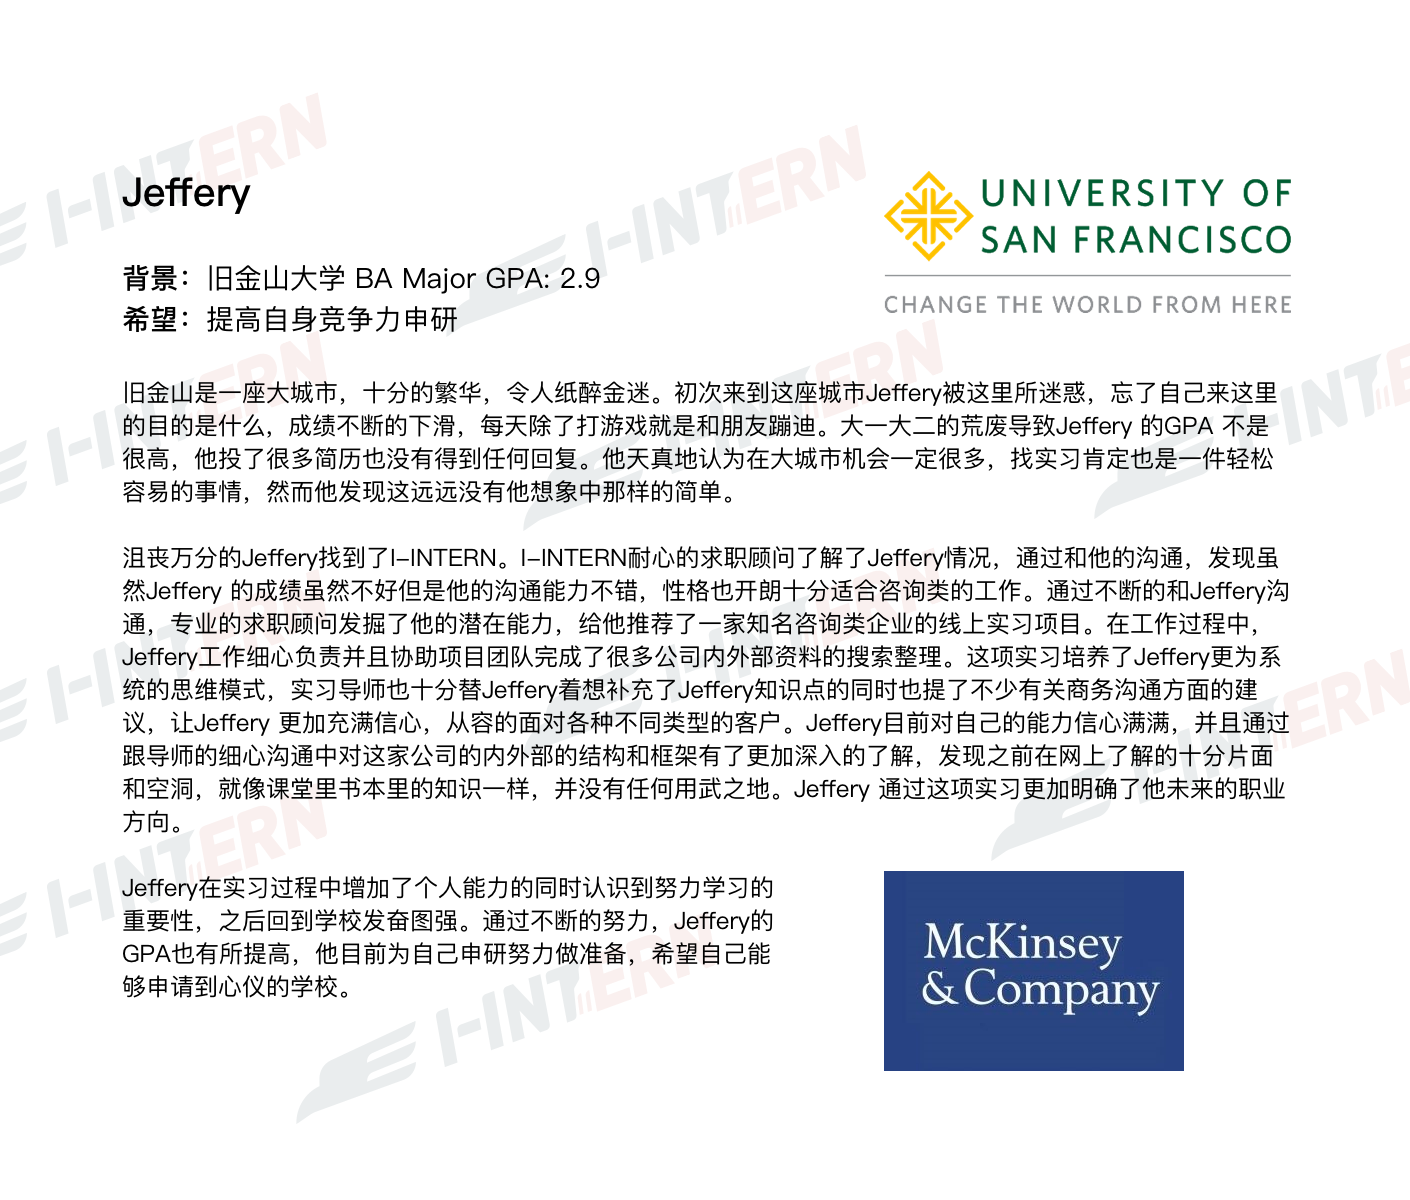 Jeffery
UNIVERSITY OF
SAN FRANCISCO
CHANGE THE WORLD FROM HERE
背景：旧金山大学 BA Major GPA: 2.9
希望：提高自身竞争力申研
旧金山是一座大城市，十分的繁华，令人纸醉金迷。初次来到这座城市Jeffery被这里所迷惑，忘了自己来这里
的目的是什么，成绩不断的下滑，每天除了打游戏就是和朋友蹦迪。大一大二的荒废导致Jeffery 的GPA 不是
很高，他投了很多简历也没有得到任何回复。他天真地认为在大城市机会一定很多，找实习肯定也是一件轻松
容易的事情，然而他发现这远远没有他想象中那样的简单。
沮丧万分的Jeffery找到了I-INTERN。I-INTERN耐心的求职顾问了解了Jeffery情况，通过和他的沟通，发现虽
然Jeffery 的成绩虽然不好但是他的沟通能力不错，性格也开朗十分适合咨询类的工作。通过不断的和Jeffery沟
通，专业的求职顾问发掘了他的潜在能力，给他推荐了一家知名咨询类企业的线上实习项目。在工作过程中，
Jeffery工作细心负责并且协助项目团队完成了很多公司内外部资料的搜索整理。这项实习培养了Jeffery更为系
统的思维模式，实习导师也十分替Jeffery着想补充了Jeffery知识点的同时也提了不少有关商务沟通方面的建
议，让Jeffery 更加充满信心，从容的面对各种不同类型的客户。Jeffery目前对自己的能力信心满满，并且通过
跟导师的细心沟通中对这家公司的内外部的结构和框架有了更加深入的了解，发现之前在网上了解的十分片面
和空洞，就像课堂里书本里的知识一样，并没有任何用武之地。Jeffery 通过这项实习更加明确了他未来的职业
方向。
Jeffery在实习过程中增加了个人能力的同时认识到努力学习的
重要性，之后回到学校发奋图强。通过不断的努力，Jeffery的
GPA也有所提高，他目前为自己申研努力做准备，希望自己能
够申请到心仪的学校。
McKinsey
& Company
I-INTERN
I-INTERN
I-INTERN
I-INTERN
I-INTERN
I-INTERN
I-INTERN
I-INTERN
I-INTERN
I-INTERN